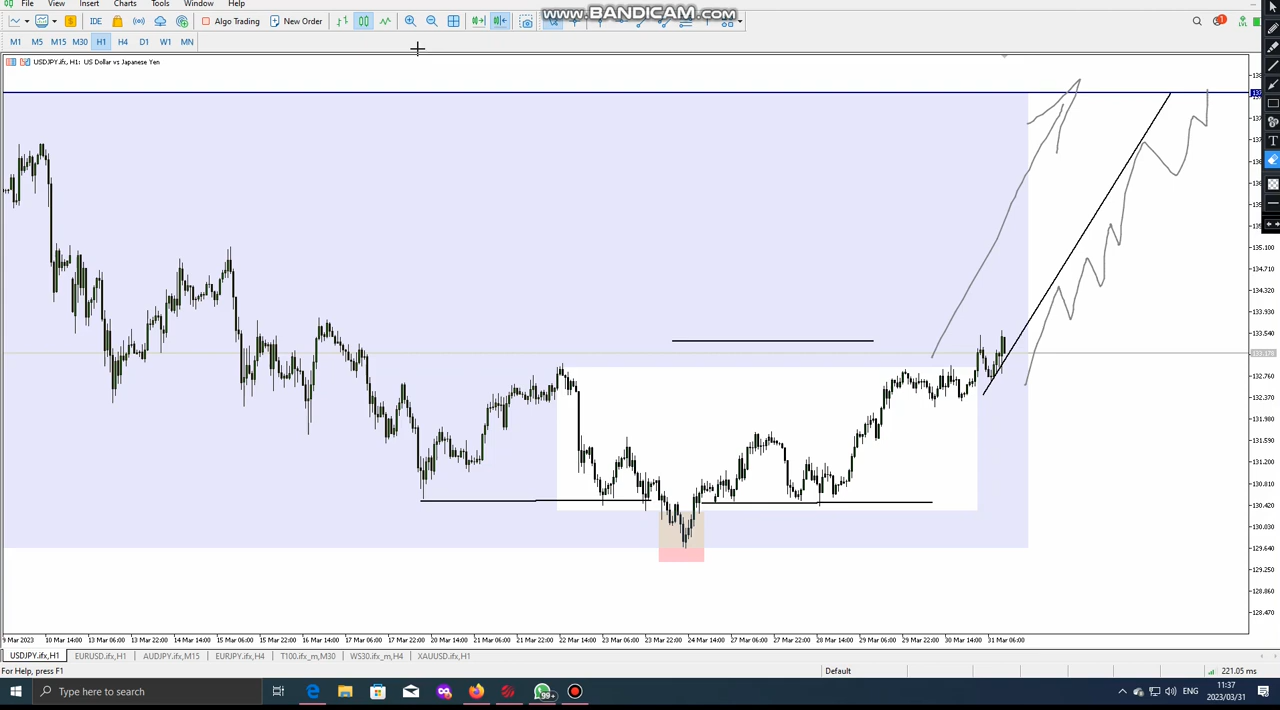 File View Insert Charts Tools Window Help
www.BANDICAM.com
IDE Algo Trading New Order
M1 M5 M15 M30 H1 H4 D1 W1 MN
USDJPY.ifx, H1: US Dollar vs Japanese Yen
135.100
134.710
134.320
133.930
133.540
133.178
132.760
132.370
131.980
131.590
131.200
130.810
130.420
130.030
129.640
129.250
128.860
128.470
9 Mar 2023 10 Mar 14:00 13 Mar 06:00 13 Mar 22:00 14 Mar 14:00 15 Mar 06:00 15 Mar 22:00 16 Mar 14:00 17 Mar 06:00 17 Mar 22:00 20 Mar 14:00 21 Mar 06:00 21 Mar 22:00 22 Mar 14:00 23 Mar 06:00 23 Mar 22:00 24 Mar 14:00 27 Mar 06:00 27 Mar 22:00 28 Mar 14:00 29 Mar 06:00 29 Mar 22:00 30 Mar 14:00 31 Mar 06:00
USDJPY.ifx,H1 EURUSD.ifx,H1 AUDJPY.ifx,M15 EURJPY.ifx,H4 T100.ifx_m,M30 WS30.ifx_m,H4 XAUUSD.ifx,H1
For Help, press F1 Default 221.05 ms
Type here to search 99+ ENG 11:37
2023/03/31